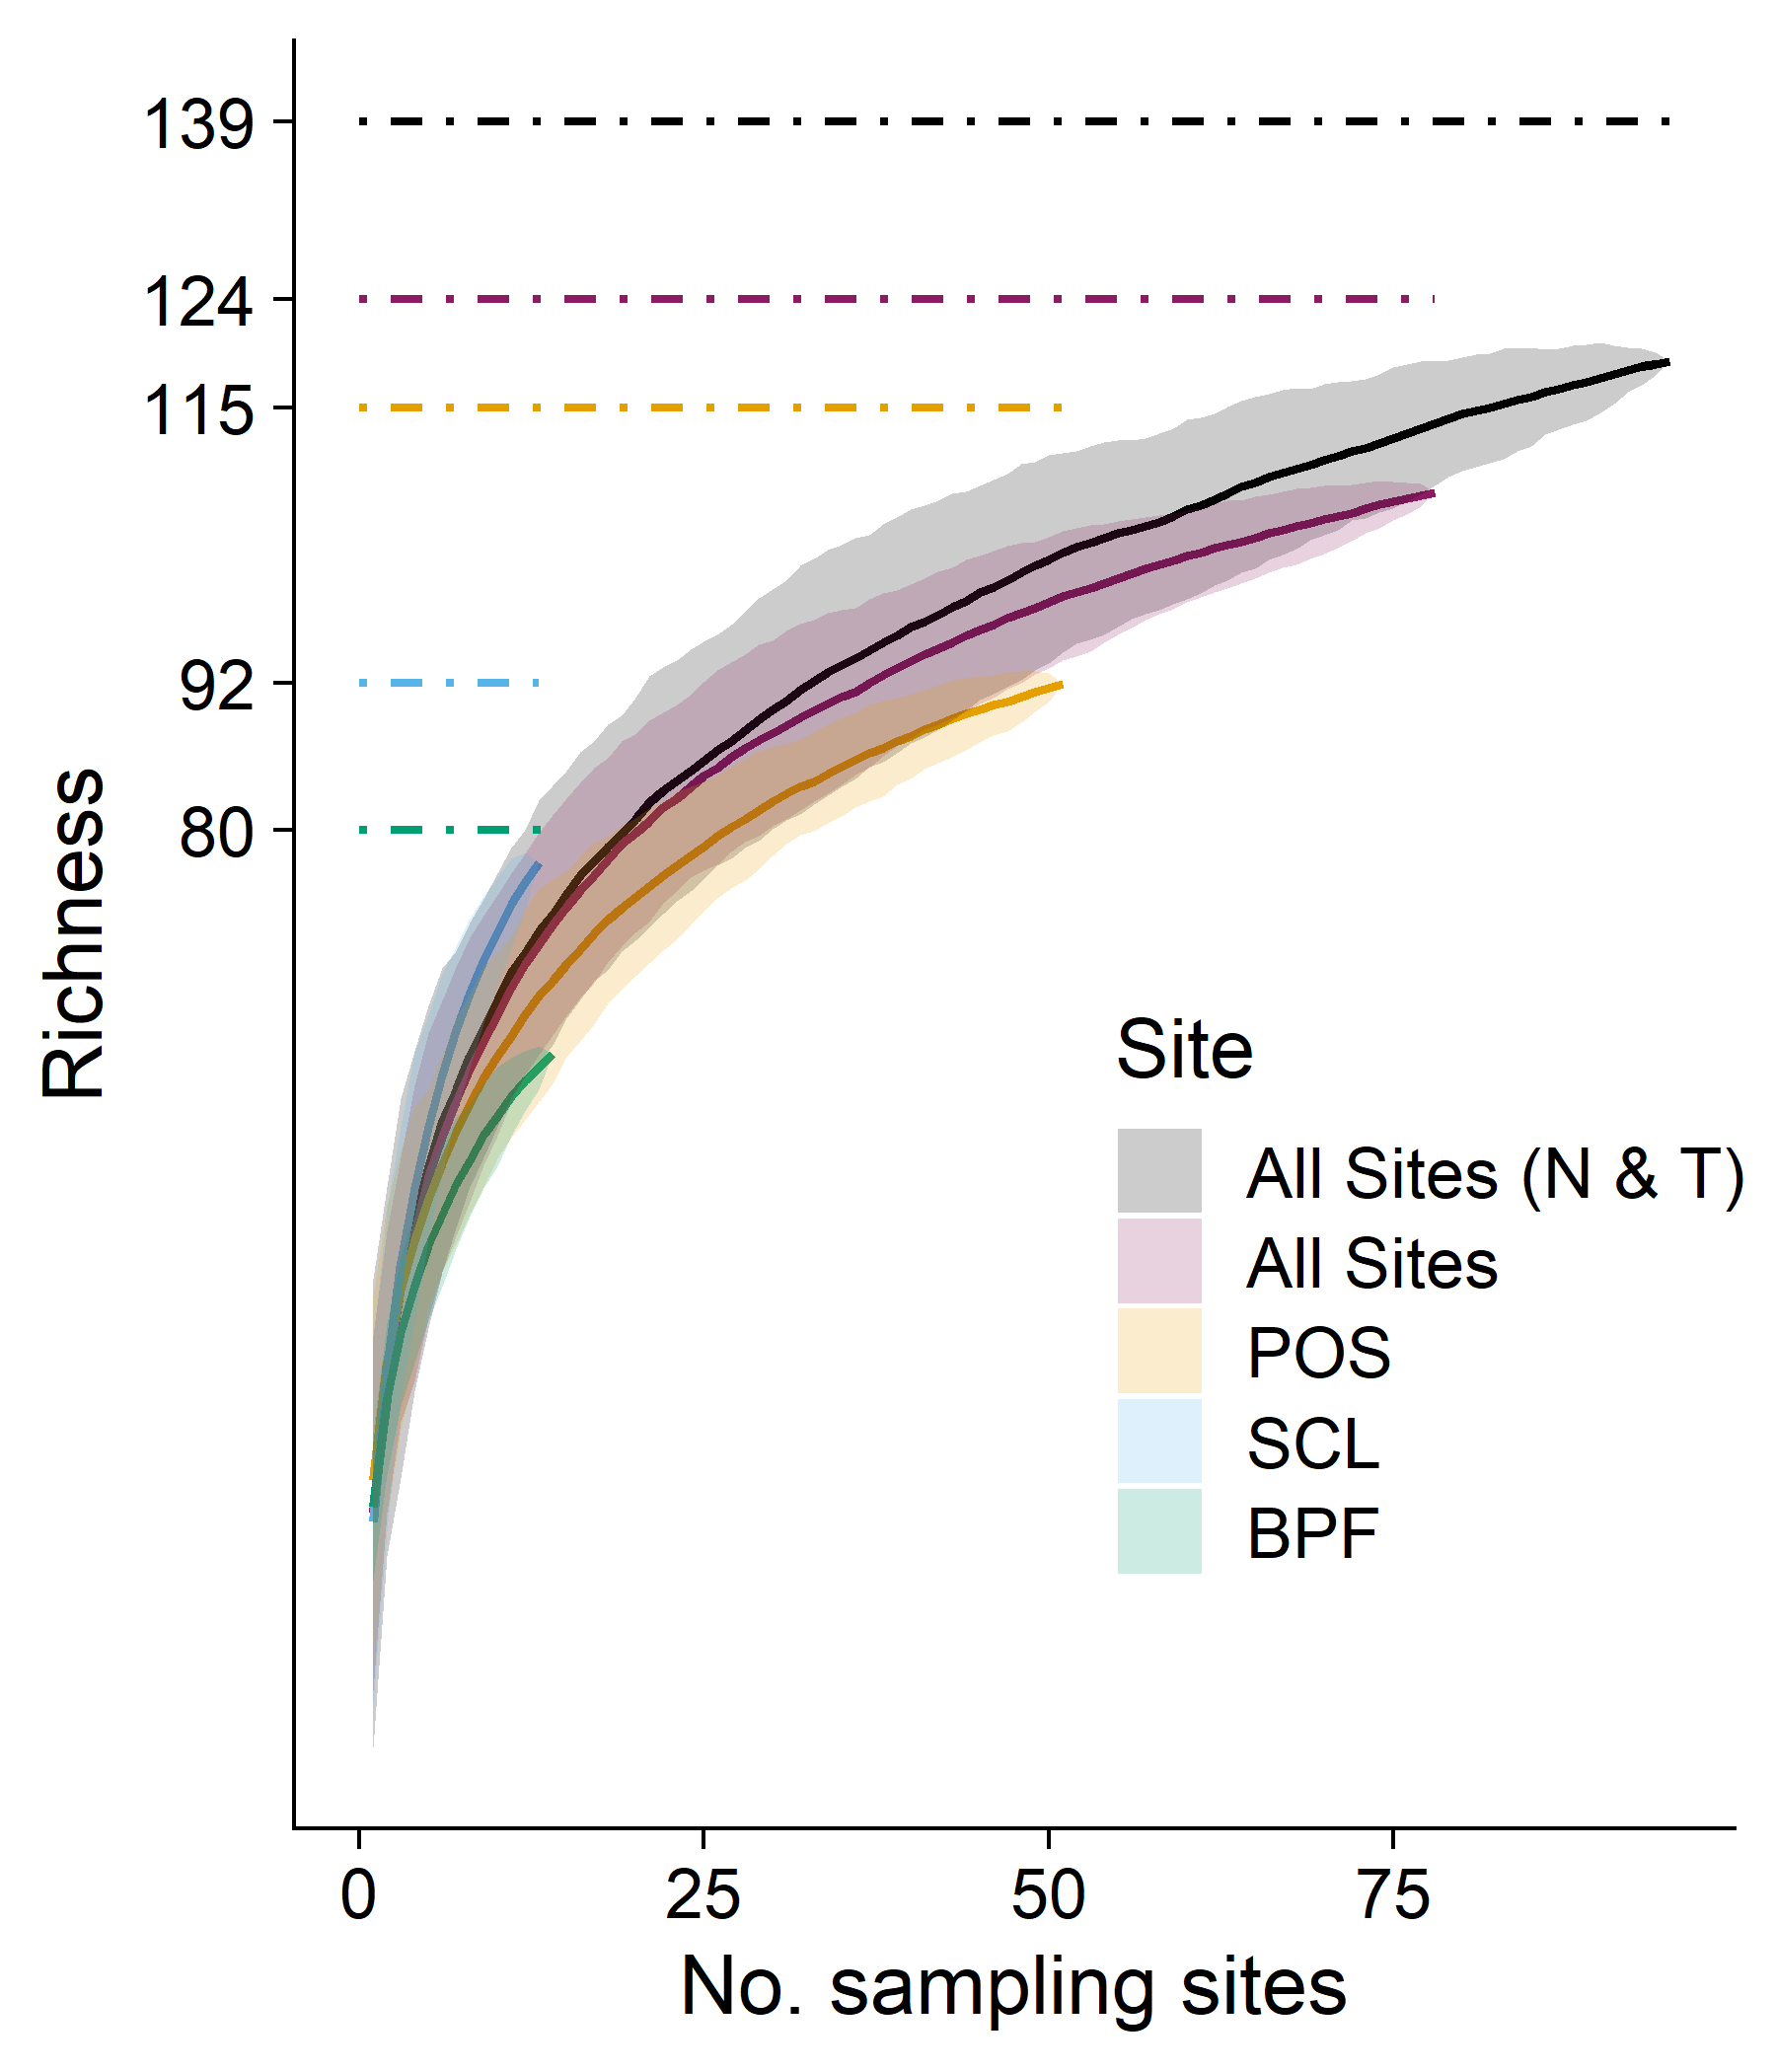 139
124
115
92
80
Richness
Site
All Sites (N & T)
All Sites
POS
SCL
BPF
0 25 50 75
No. sampling sites